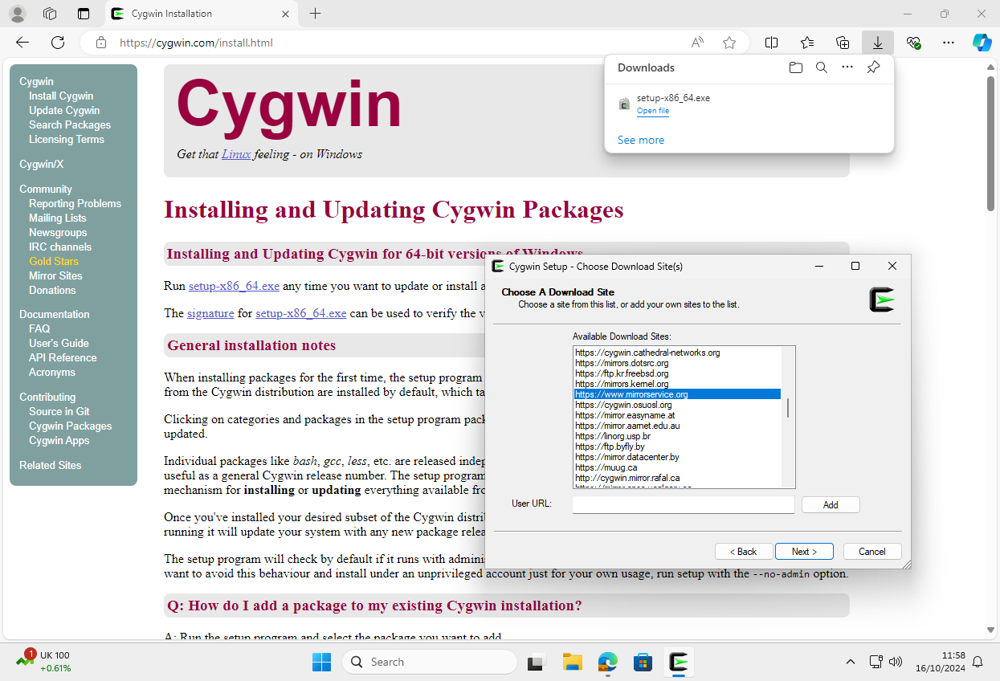 Cygwin Installation
https://cygwin.com/install.html
Downloads
setup-x86_64.exe
Open file
See more
Cygwin
Install Cygwin
Update Cygwin
Search Packages
Licensing Terms
Cygwin/X
Community
Reporting Problems
Mailing Lists
Newsgroups
IRC channels
Gold Stars
Mirror Sites
Donations
Documentation
FAQ
User's Guide
API Reference
Acronyms
Contributing
Source in Git
Cygwin Packages
Cygwin Apps
Related Sites
Cygwin
Get that Linux feeling - on Windows
Installing and Updating Cygwin Packages
Installing and Updating Cygwin for 64-bit versions of Windows
Run setup-x86_64.exe any time you want to update or install a
The signature for setup-x86_64.exe can be used to verify the v
General installation notes
When installing packages for the first time, the setup program
from the Cygwin distribution are installed by default, which ta
Clicking on categories and packages in the setup program pac
updated.
Individual packages like bash, gcc, less, etc. are released indep
useful as a general Cygwin release number. The setup program
mechanism for installing or updating everything available fro
Once you've installed your desired subset of the Cygwin distri
running it will update your system with any new package relea
The setup program will check by default if it runs with adminis
want to avoid this behaviour and install under an unprivileged account just for your own usage, run setup with the --no-admin option.
Q: How do I add a package to my existing Cygwin installation?
A: Run the setup program and select the package you want to add.
Cygwin Setup - Choose Download Site(s)
Choose A Download Site
Choose a site from this list, or add your own sites to the list.
Available Download Sites:
https://cygwin.cathedral-networks.org
https://mirrors.dotsrc.org
https://ftp.kr.freebsd.org
https://mirrors.kernel.org
https://www.mirrorservice.org
https://cygwin.osuosl.org
https://mirror.easyname.at
https://mirror.aarnet.edu.au
https://linorg.usp.br
https://ftp.byfly.by
https://mirror.datacenter.by
https://muug.ca
http://cygwin.mirror.rafal.ca
User URL:
Add
< Back
Next >
Cancel
1
UK 100
+0.61%
Search
11:58
16/10/2024